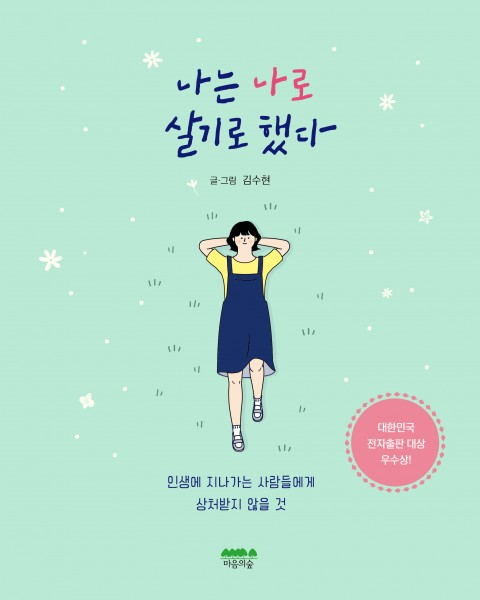 나는 나로
살기로 했다
글·그림 김수현
대한민국
전자출판 대상
우수상!
인생에 지나가는 사람들에게
상처받지 않을 것
마음의숲